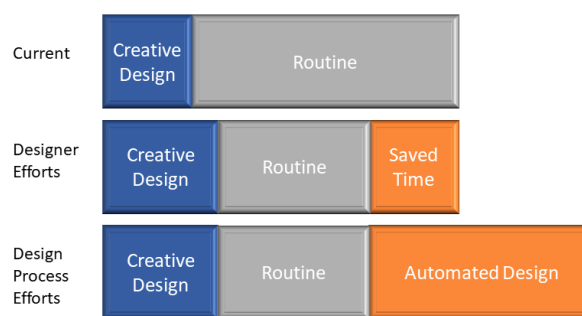 Current
Creative
Design
Routine
Designer
Efforts
Creative
Design
Routine
Saved
Time
Design
Process
Efforts
Creative
Design
Routine
Automated Design